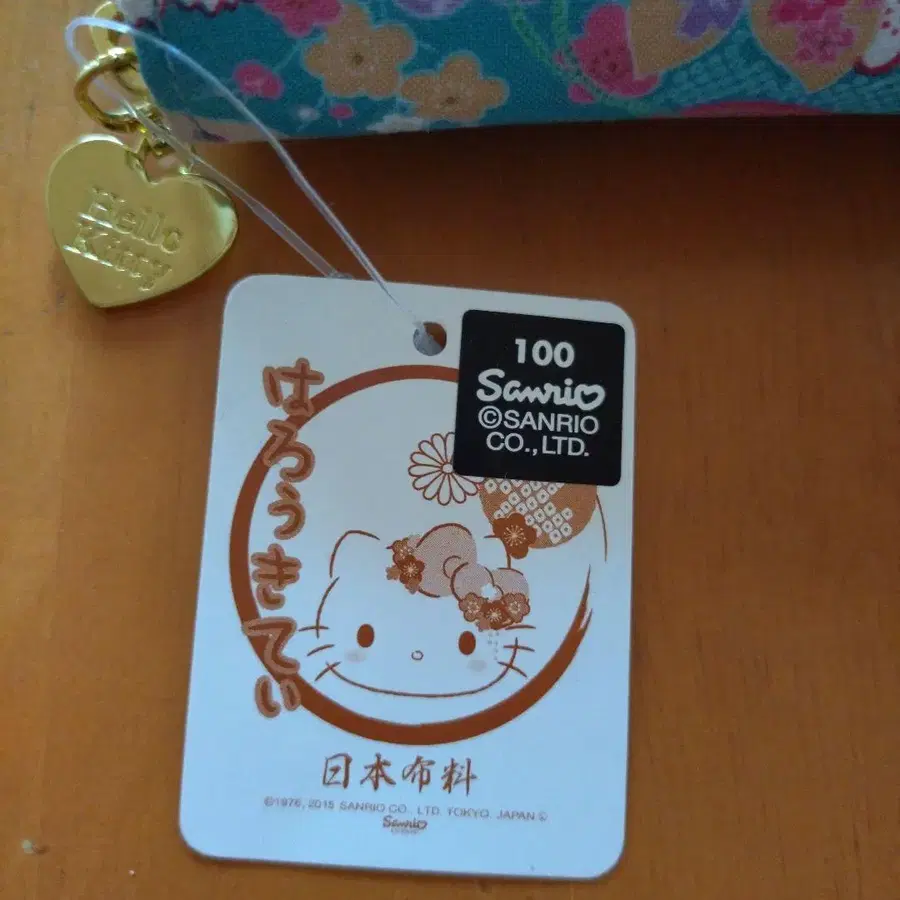 Hello
Kitty
100
Sanrio
©SANRIO
CO.,LTD.
はろうきてぃ
日本布料
©1976, 2015 SANRIO CO., LTD. TOKYO, JAPAN Ⓛ
Sanrio